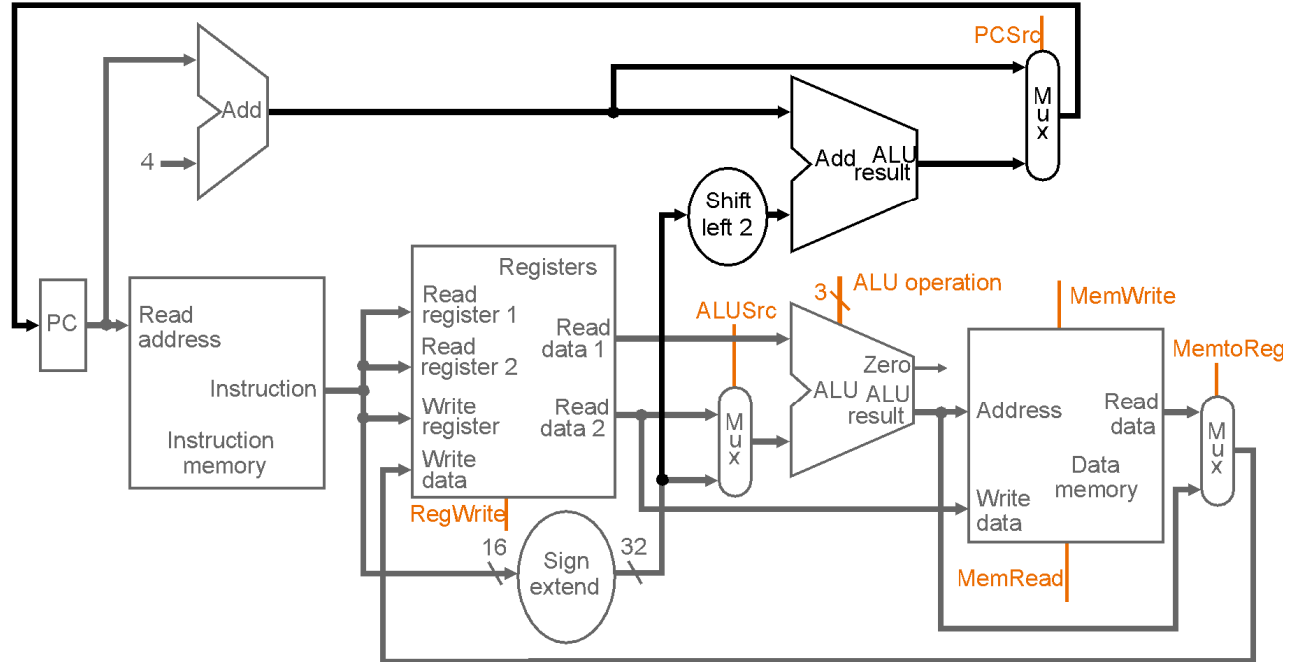 PCSrc
Add
4
M
u
x
Add
ALU
result
Shift
left 2
PC
Read
address
Instruction
Instruction
memory
Registers
Read
register 1
Read
register 2
Write
register
Write
data
Read
data 1
Read
data 2
RegWrite
16
Sign
extend
32
ALUSrc
M
u
x
3
ALU operation
Zero
ALU
ALU
result
MemWrite
Address
Read
data
Data
memory
Write
data
MemRead
MemtoReg
M
u
x